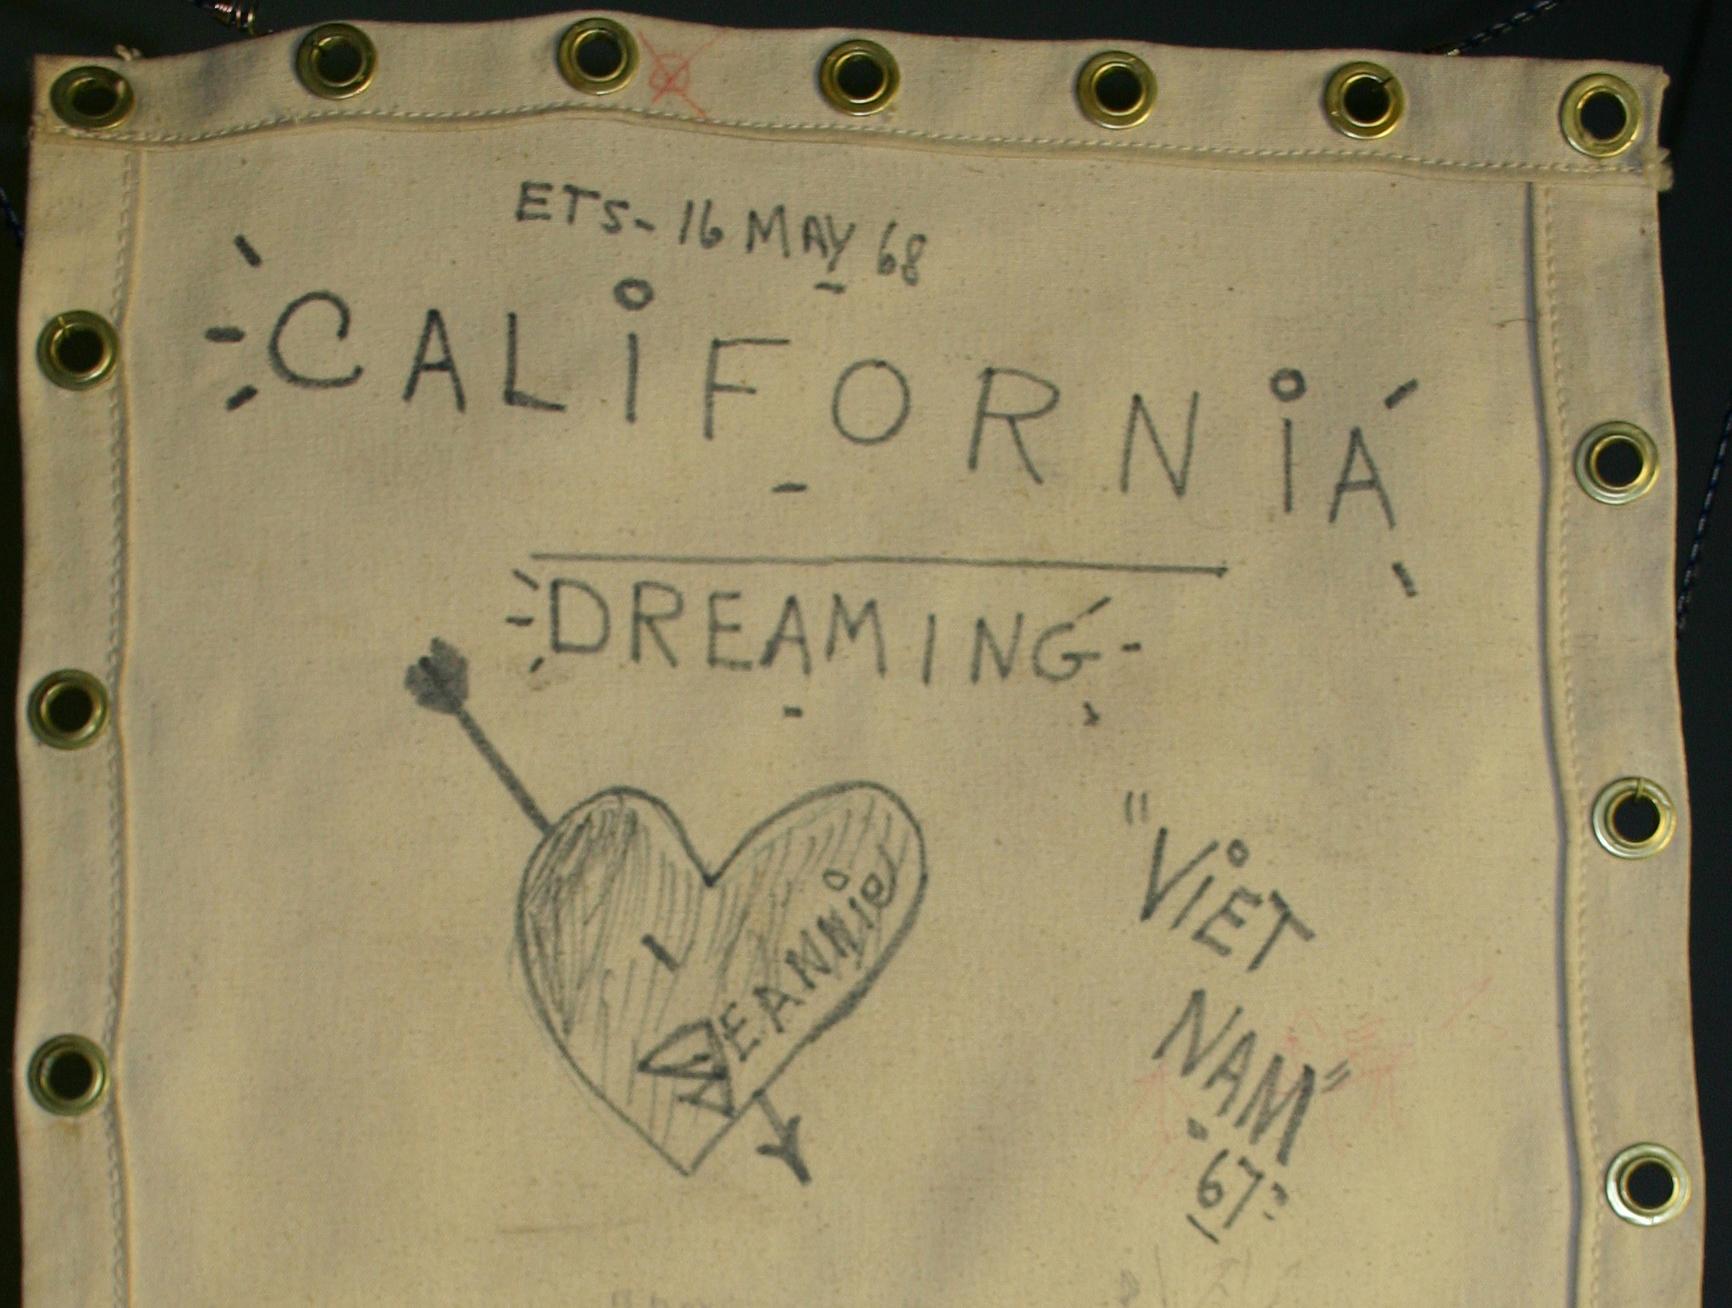 ETS- 16 MAY 68
CALiFORNiA
DREAMING
I
JEANNie
"ViET
NAM"
67